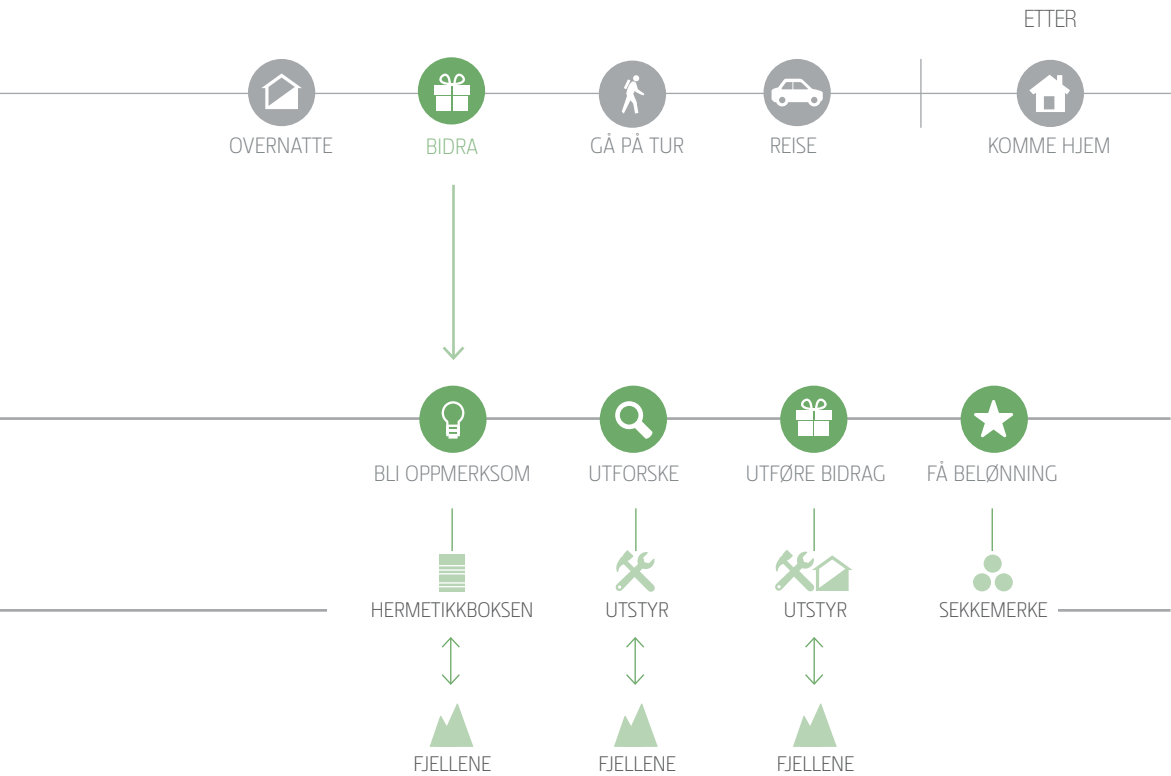 ETTER
OVERNATTE
BIDRA
GÅ PÅ TUR
REISE
KOMME HJEM
BLI OPPMERKSOM
UTFORSKE
UTFØRE BIDRAG
FÅ BELØNNING
HERMETIKKBOKSEN
UTSTYR
UTSTYR
SEKKEMERKE
FJELLENE
FJELLENE
FJELLENE